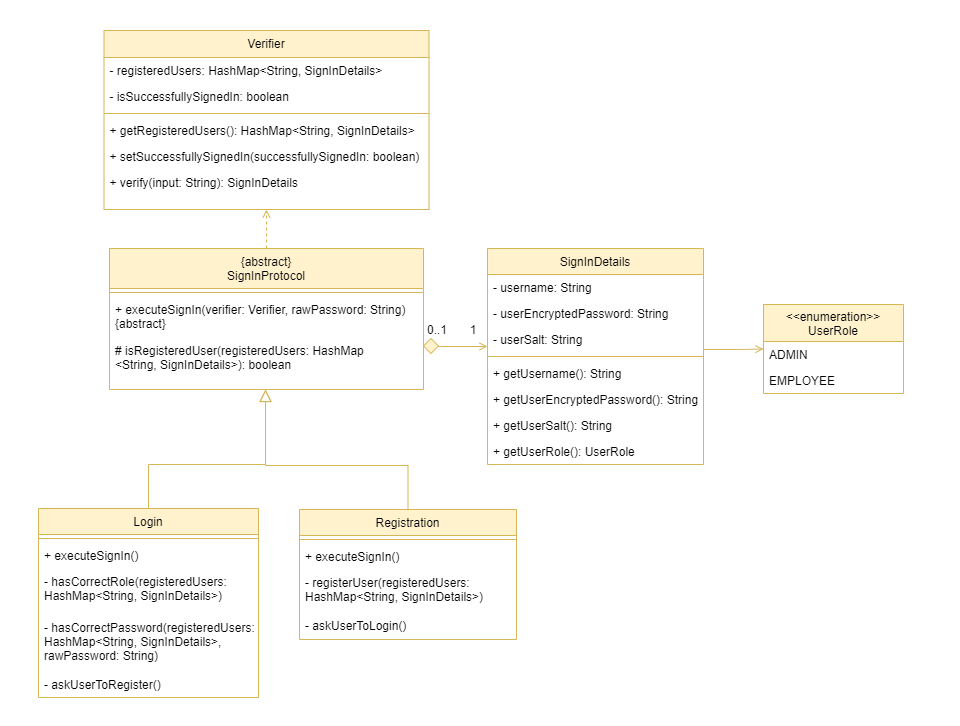 Verifier
- registeredUsers: HashMap<String, SignInDetails>
- isSuccessfullySignedIn: boolean
+ getRegisteredUsers(): HashMap<String, SignInDetails>
+ setSuccessfullySignedIn(successfullySignedIn: boolean)
+ verify(input: String): SignInDetails
{abstract}
SignInProtocol
+ executeSignIn(verifier: Verifier, rawPassword: String)
{abstract}
# isRegisteredUser(registeredUsers: HashMap
<String, SignInDetails>): boolean
0..1
1
SignInDetails
- username: String
- userEncryptedPassword: String
- userSalt: String
+ getUsername(): String
+ getUserEncryptedPassword(): String
+ getUserSalt(): String
+ getUserRole(): UserRole
<<enumeration>>
UserRole
ADMIN
EMPLOYEE
Login
+ executeSignIn()
- hasCorrectRole(registeredUsers:
HashMap<String, SignInDetails>)
- hasCorrectPassword(registeredUsers:
HashMap<String, SignInDetails>,
rawPassword: String)
- askUserToRegister()
Registration
+ executeSignIn()
- registerUser(registeredUsers:
HashMap<String, SignInDetails>)
- askUserToLogin()